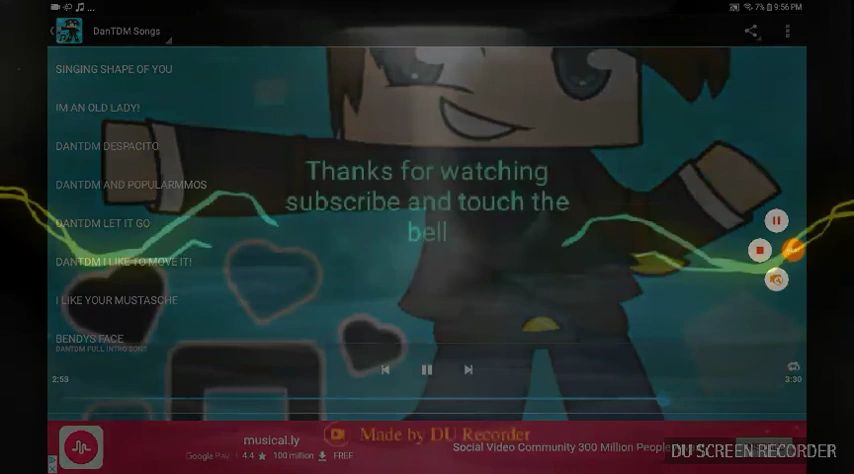 ... 7% 9:56 PM
DanTDM Songs
SINGING SHAPE OF YOU
IM AN OLD LADY!
DANTDM DESPACITO
DANTDM AND POPULARMMOS
DANTDM LET IT GO
DANTDM I LIKE TO MOVE IT!
I LIKE YOUR MUSTASCHE
BENDYS FACE
DANTDM FULL INTRO SONG
Thanks for watching
subscribe and touch the
bell
2:53
3:30
musical.ly
Google Play 4.4 ★ 100 million FREE
Made by DU Recorder
Social Video Community 300 Million People
DU SCREEN RECORDER